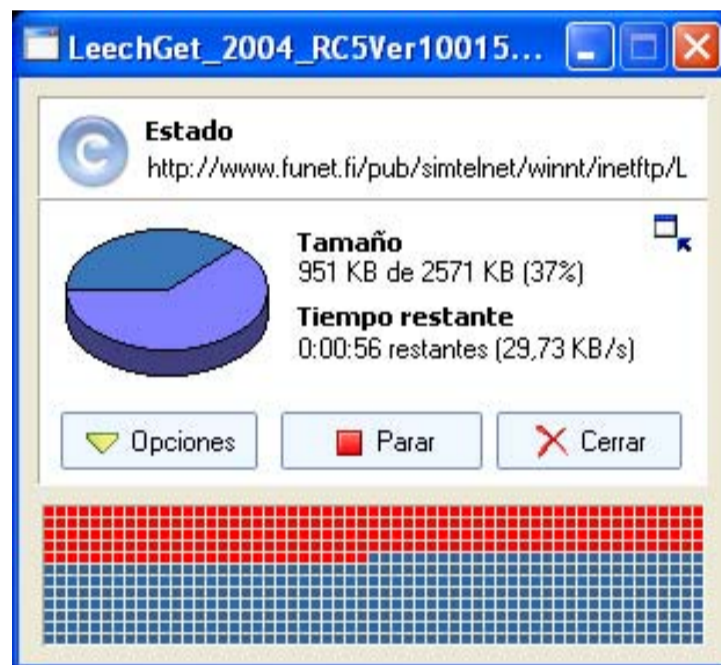 LeechGet_2004_RC5Ver10015...
C
Estado
http://www.funet.fi/pub/simtelnet/winnt/inetftp/L
Tamaño
951 KB de 2571 KB (37%)
Tiempo restante
0:00:56 restantes (29,73 KB/s)
Opciones Parar Cerrar